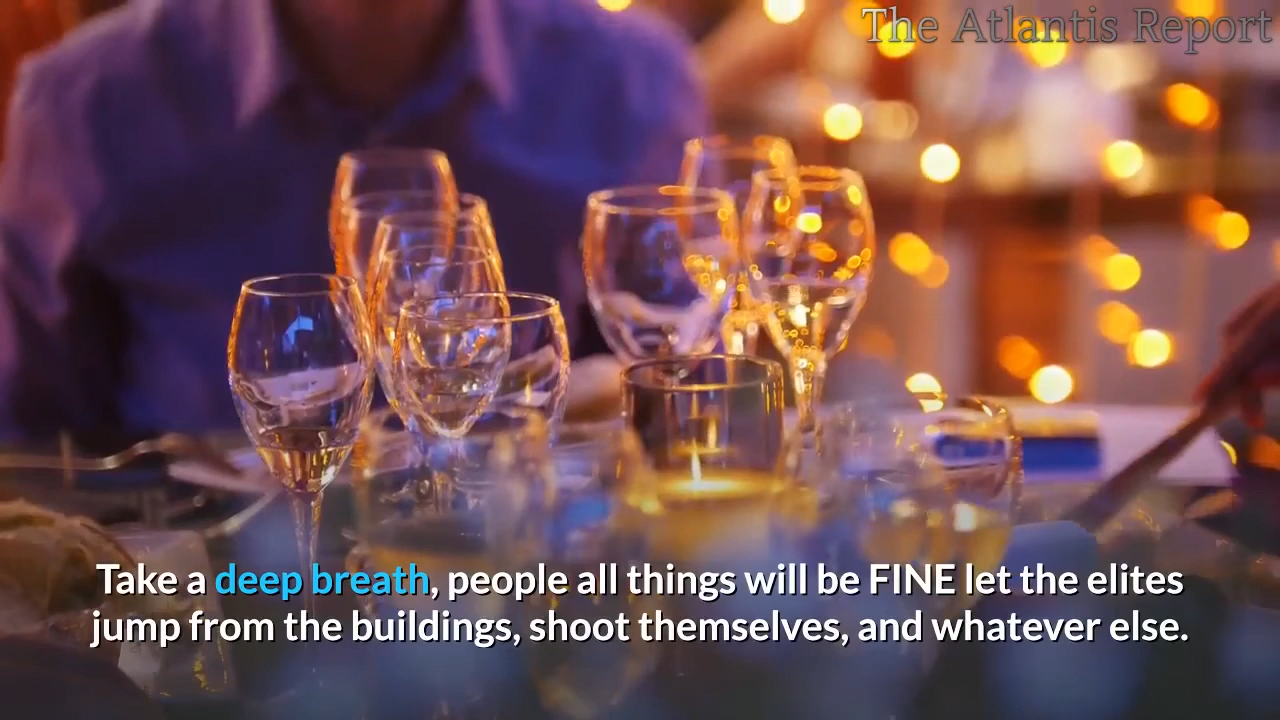 The Atlantis Report
Take a deep breath, people all things will be FINE let the elites
jump from the buildings, shoot themselves, and whatever else.